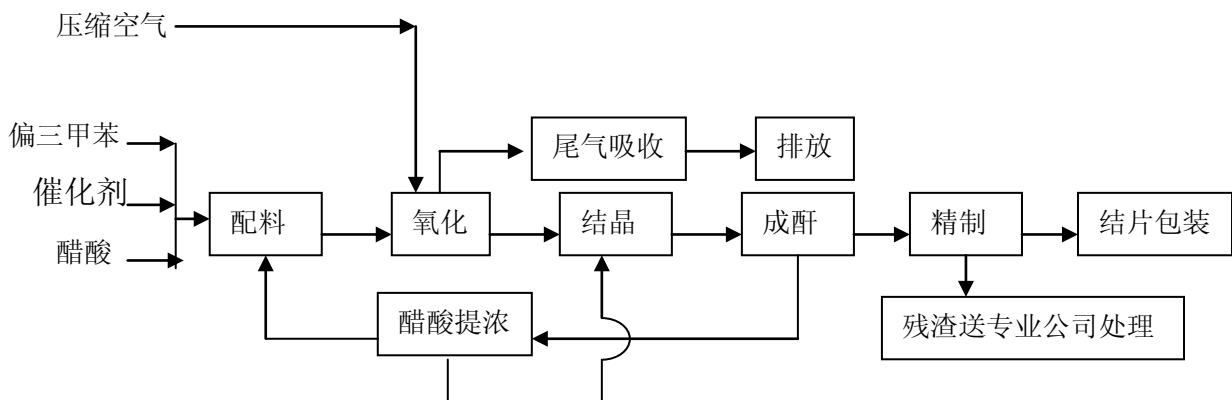 压缩空气
偏三甲苯
尾气吸收
排放
催化剂
配料
氧化
结晶
成酐
精制
结片包装
醋酸
醋酸提浓
残渣送专业公司处理